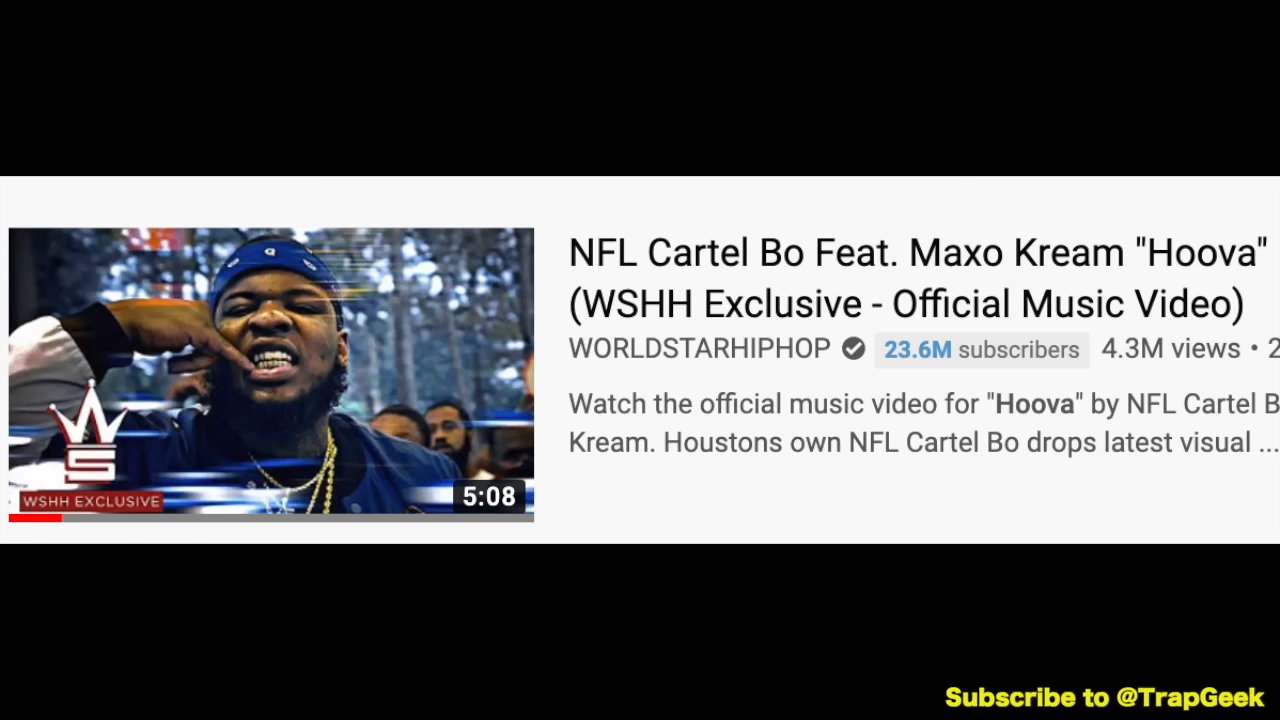 NFL Cartel Bo Feat. Maxo Kream "Hoova"
(WSHH Exclusive - Official Music Video)
WORLDSTARHIPHOP 23.6M subscribers 4.3M views • 2
Watch the official music video for "Hoova" by NFL Cartel B
Kream. Houstons own NFL Cartel Bo drops latest visual ...
WS
WSHH EXCLUSIVE
5:08
Subscribe to @TrapGeek